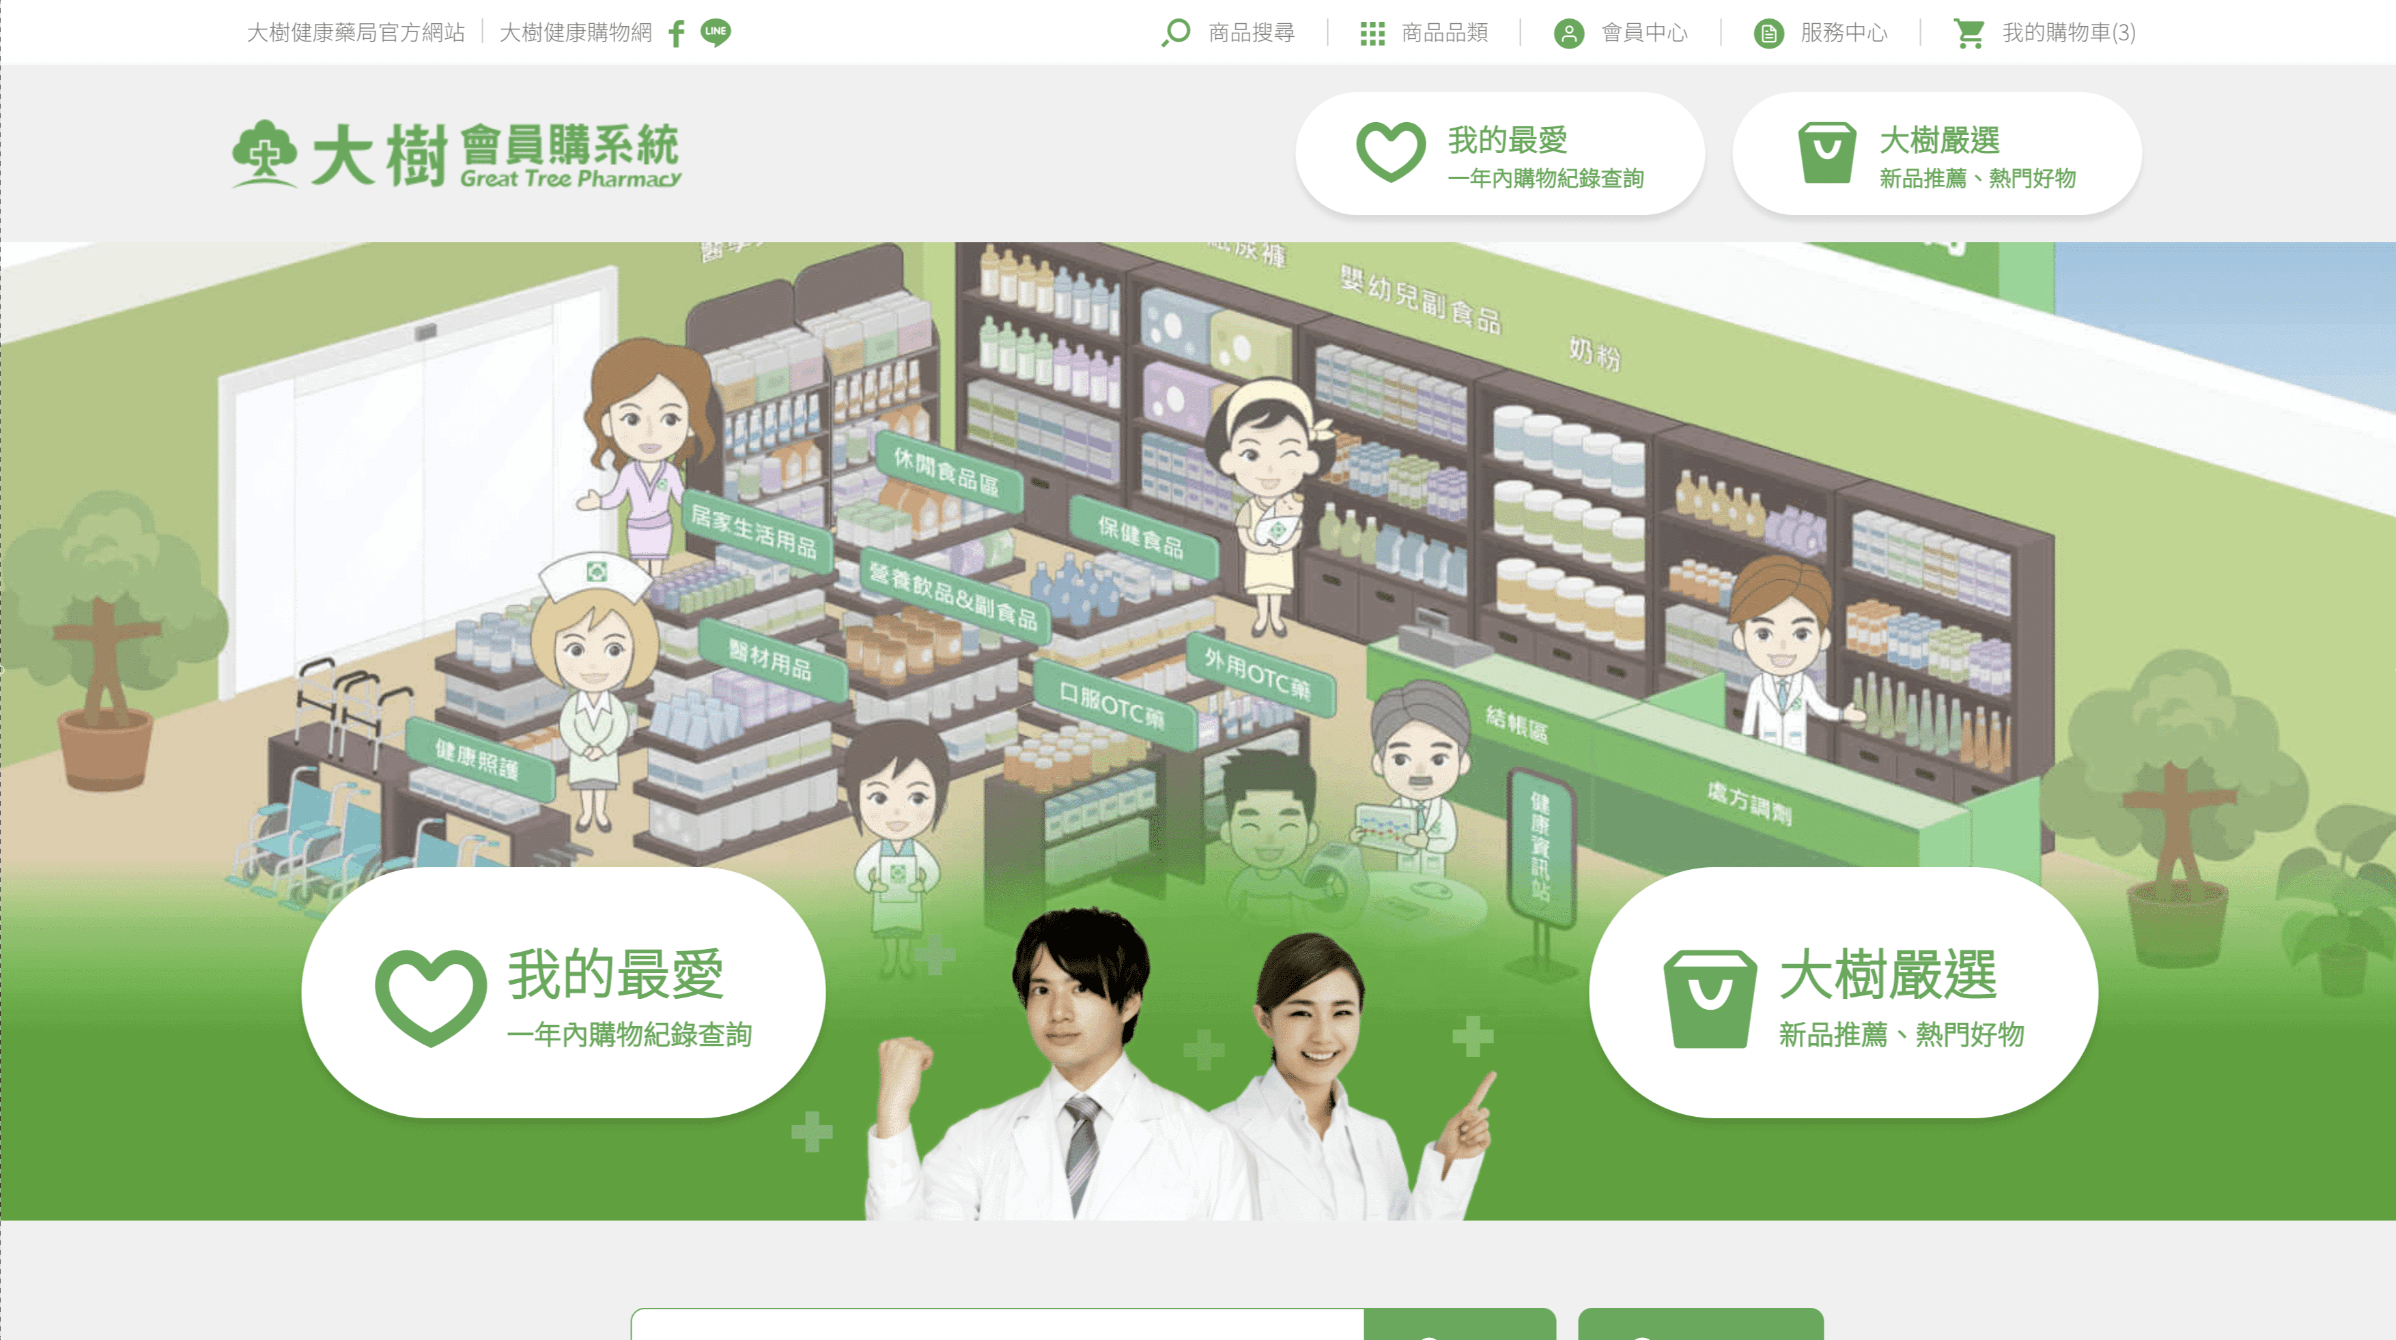 大樹健康藥局官方網站
大樹健康購物網
LINE
商品搜尋
商品品類
會員中心
服務中心
我的購物車(3)
大樹
會員購系統
Great Tree Pharmacy
我的最愛
一年內購物紀錄查詢
大樹嚴選
新品推薦、熱門好物
嬰幼兒副食品
奶粉
休閒食品區
居家生活用品
保健食品
營養飲品&副食品
醫材用品
外用OTC藥
口服OTC藥
健康照護
結帳區
處方調劑
健康資訊站
我的最愛
一年內購物紀錄查詢
大樹嚴選
新品推薦、熱門好物